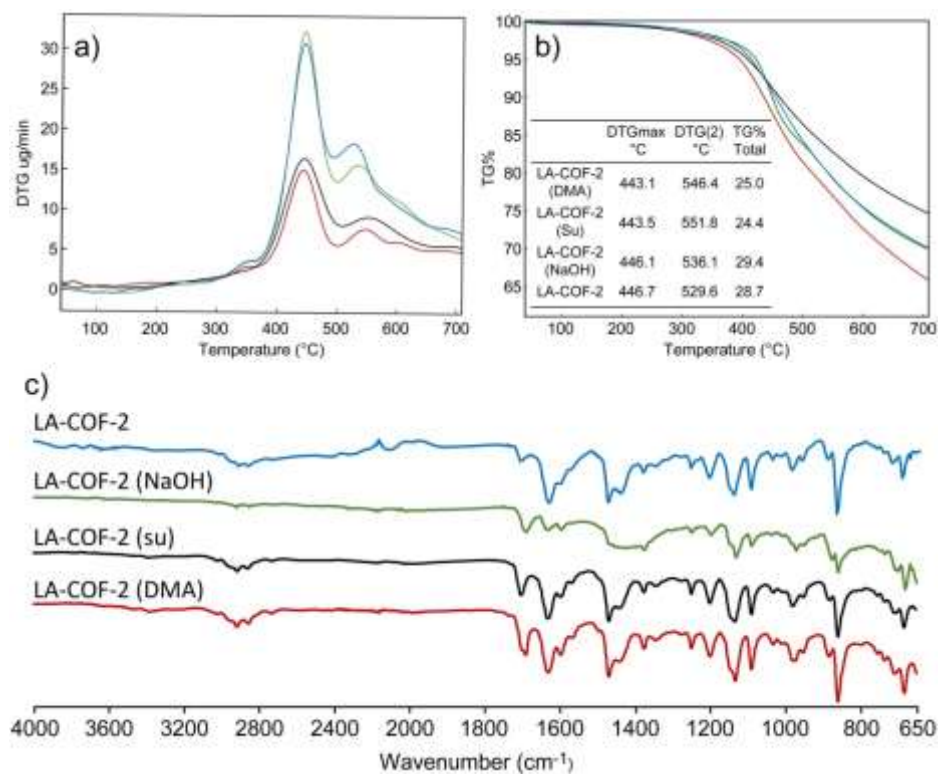 a)
30
25
20
15
10
5
0
DTG ug/min
100 200 300 400 500 600 700
Temperature (°C)
b)
100
95
90
85
80
75
70
65
TG%
DTGmax DTG(2) TG%
°C °C Total
LA-COF-2
(DMA) 443.1 546.4 25.0
LA-COF-2
(Su) 443.5 551.8 24.4
LA-COF-2
(NaOH) 446.1 536.1 29.4
LA-COF-2 446.7 529.6 28.7
100 200 300 400 500 600 700
Temperature (°C)
c)
LA-COF-2
LA-COF-2 (NaOH)
LA-COF-2 (su)
LA-COF-2 (DMA)
4000 3600 3200 2800 2400 2000 1600 1400 1200 1000 800 650
Wavenumber (cm⁻¹)